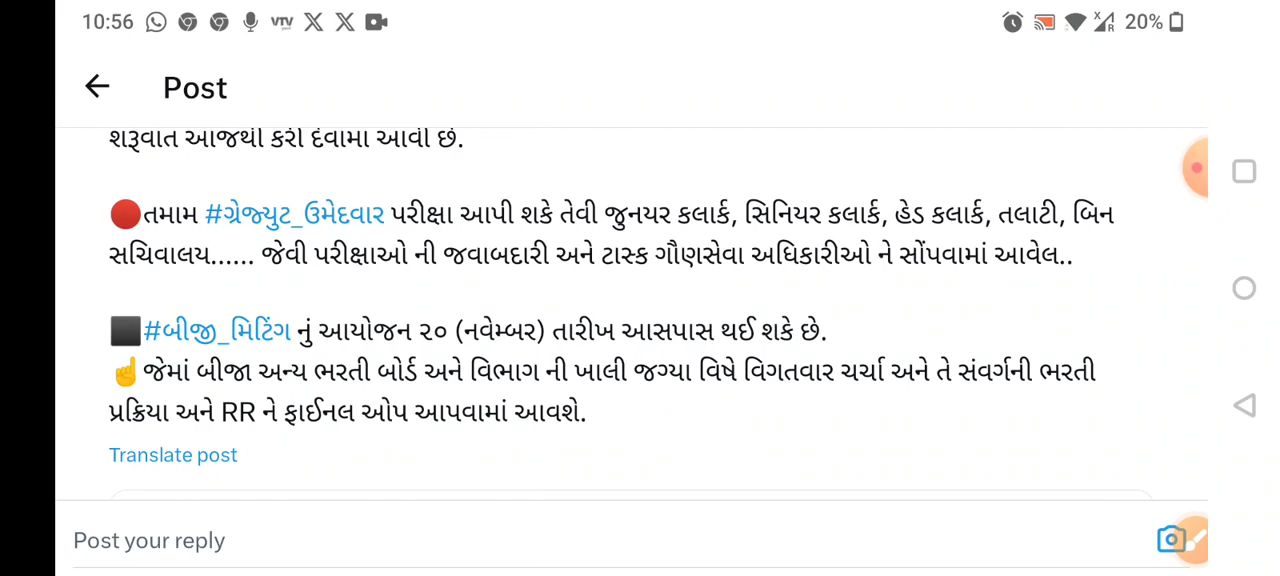 10:56 VTV X X 20%
Post
શરૂવાત આજથી કરી દેવામાં આવી છે.
🔴તમામ #ગ્રેજ્યુટ_ઉમેદવાર પરીક્ષા આપી શકે તેવી જુનયર કલાર્ક, સિનિયર કલાર્ક, હેડ કલાર્ક, તલાટી, બિન
સચિવાલય...... જેવી પરીક્ષાઓ ની જવાબદારી અને ટાસ્ક ગૌણસેવા અધિકારીઓ ને સોંપવામાં આવેલ..
⬛#બીજી_મિટિંગ નું આયોજન ૨૦ (નવેમ્બર) તારીખ આસપાસ થઈ શકે છે.
☝️જેમાં બીજા અન્ય ભરતી બોર્ડ અને વિભાગ ની ખાલી જગ્યા વિષે વિગતવાર ચર્ચા અને તે સંવર્ગની ભરતી
પ્રક્રિયા અને RR ને ફાઈનલ ઓપ આપવામાં આવશે.
Translate post
Post your reply